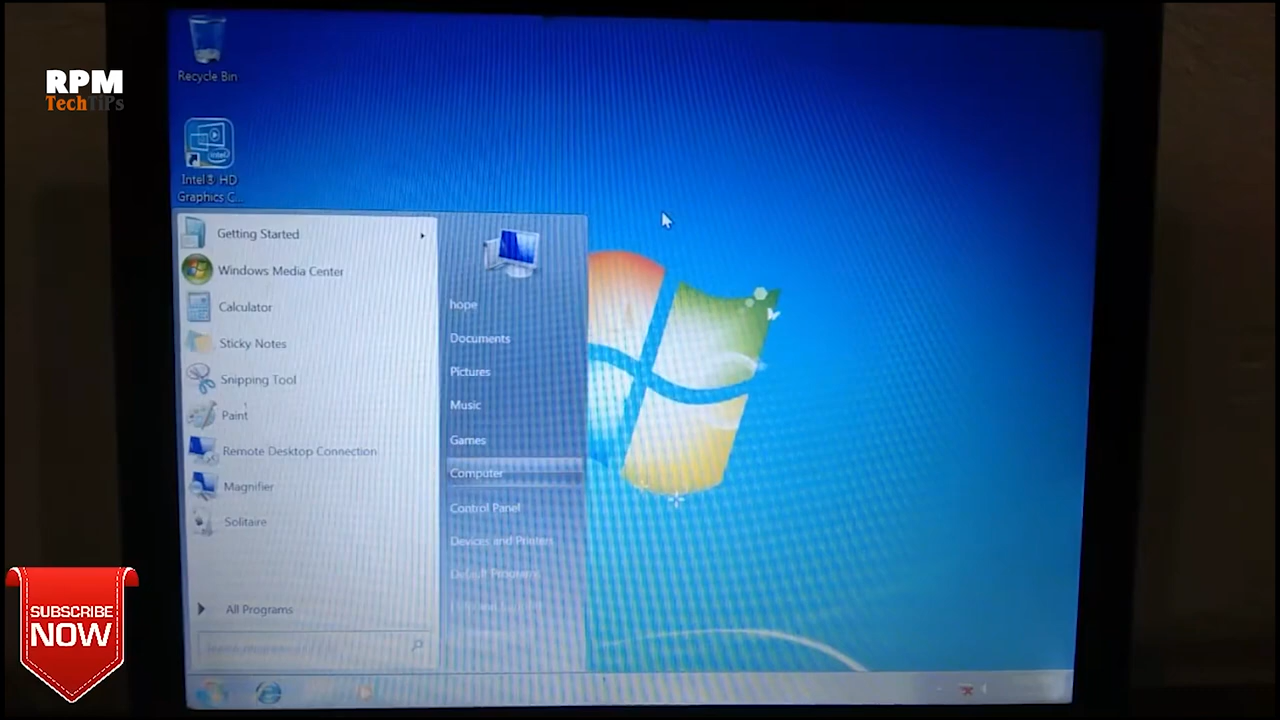 RPM
TechTiPs
Recycle Bin
Intel® HD
Graphics C...
Getting Started
Windows Media Center
Calculator
Sticky Notes
Snipping Tool
Paint
Remote Desktop Connection
Magnifier
Solitaire
All Programs
hope
Documents
Pictures
Music
Games
Computer
Control Panel
Devices and Printers
Default Programs
SUBSCRIBE
NOW